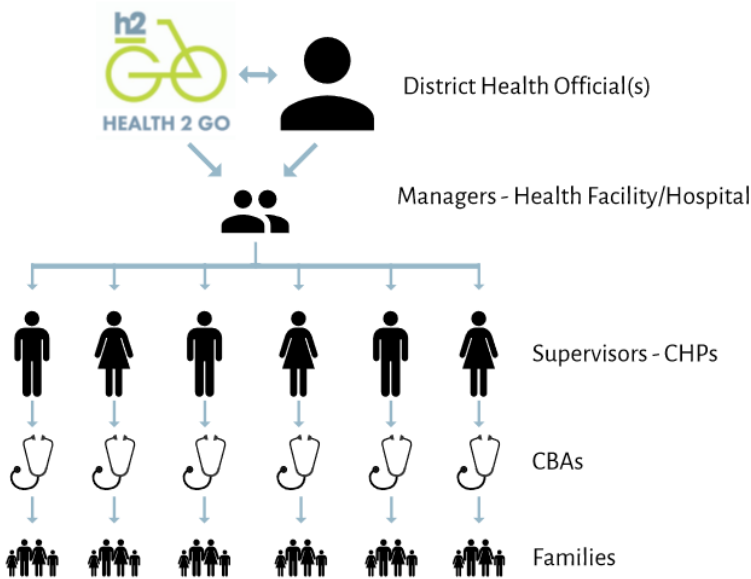 h2
GO
HEALTH 2 GO
District Health Official(s)
Managers - Health Facility/Hospital
Supervisors - CHPs
CBAs
Families